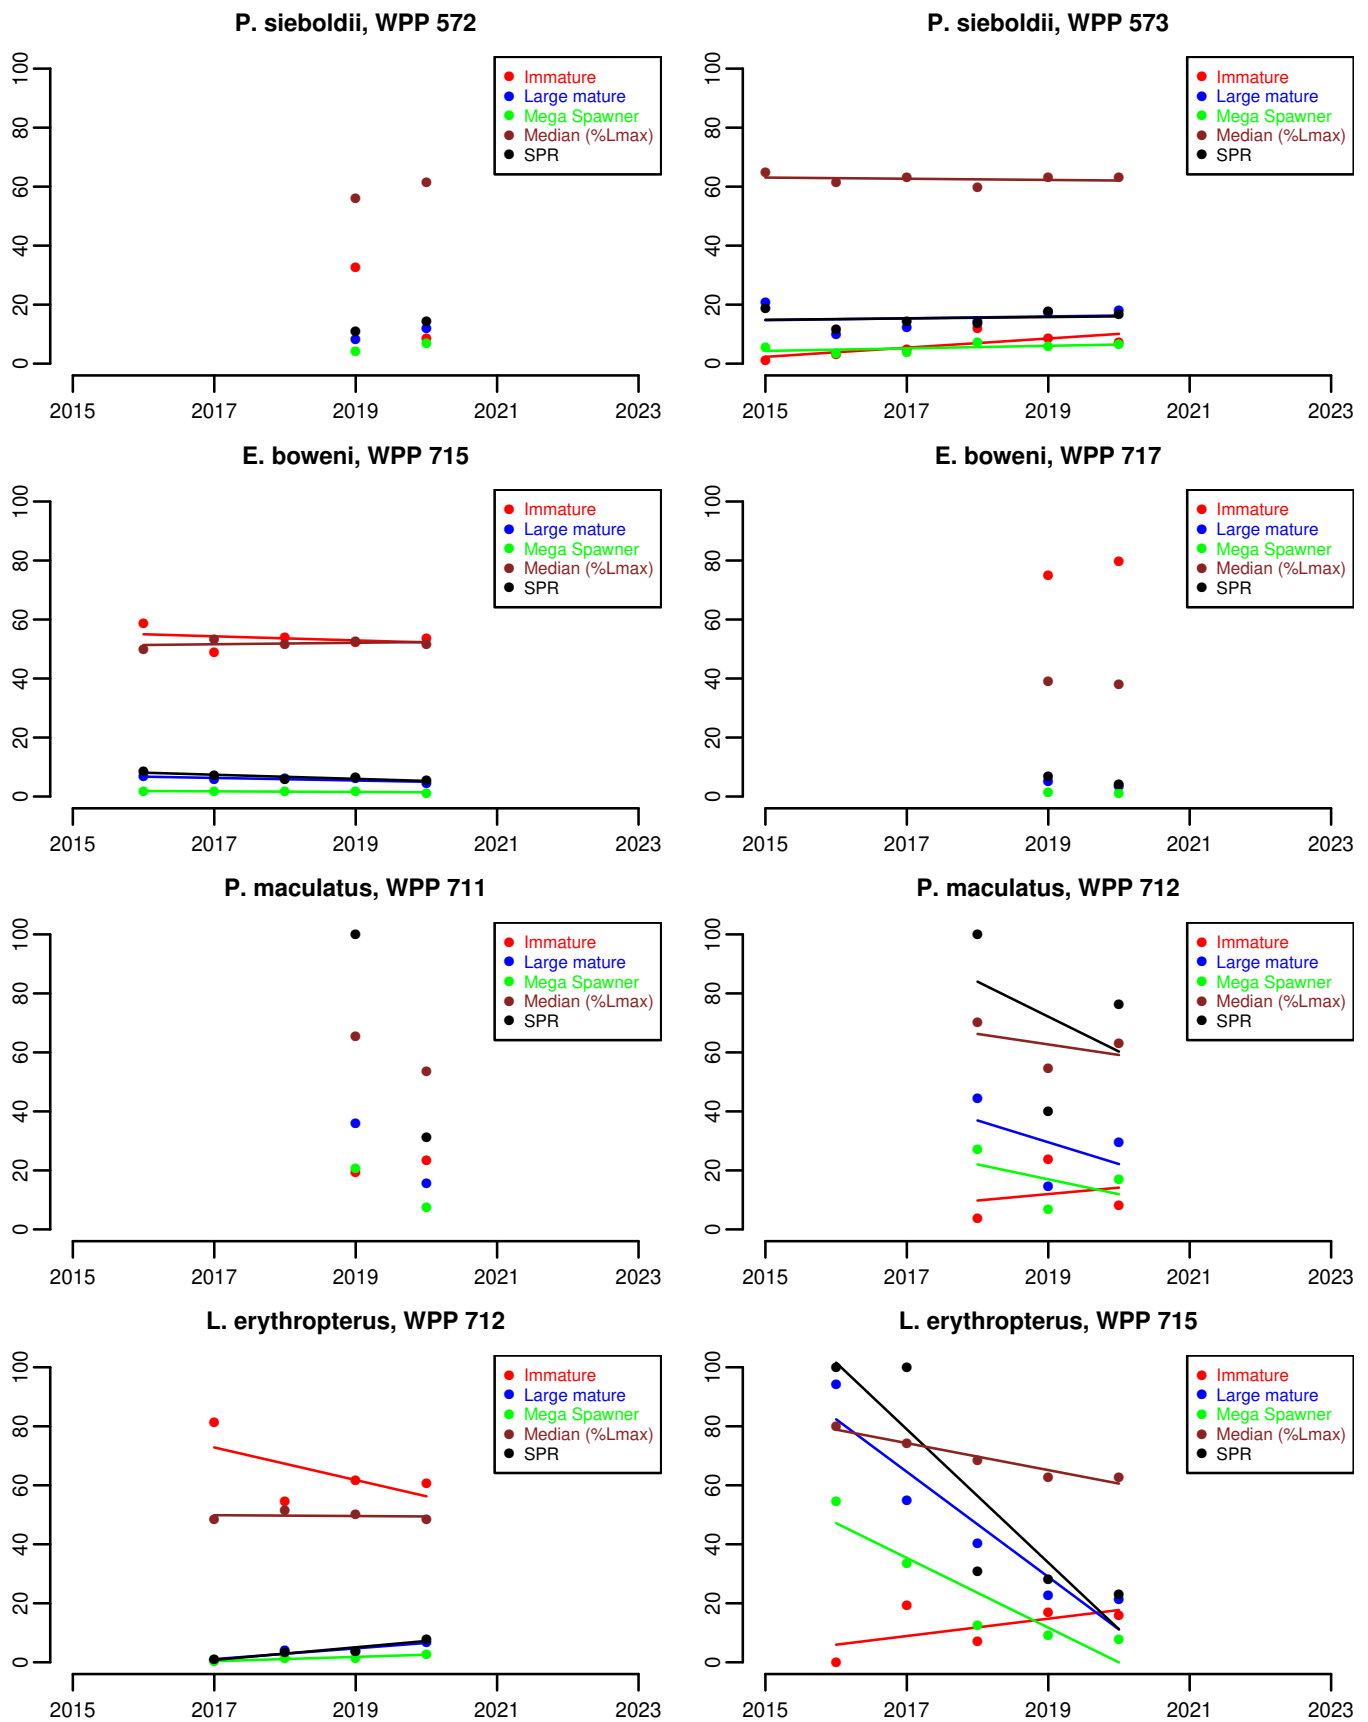 P. sieboldii, WPP 572
100
80
60
40
20
0
Immature
Large mature
Mega Spawner
Median (%Lmax)
SPR
2015 2017 2019 2021 2023
P. sieboldii, WPP 573
100
80
60
40
20
0
Immature
Large mature
Mega Spawner
Median (%Lmax)
SPR
2015 2017 2019 2021 2023
E. boweni, WPP 715
100
80
60
40
20
0
Immature
Large mature
Mega Spawner
Median (%Lmax)
SPR
2015 2017 2019 2021 2023
E. boweni, WPP 717
100
80
60
40
20
0
Immature
Large mature
Mega Spawner
Median (%Lmax)
SPR
2015 2017 2019 2021 2023
P. maculatus, WPP 711
100
80
60
40
20
0
Immature
Large mature
Mega Spawner
Median (%Lmax)
SPR
2015 2017 2019 2021 2023
P. maculatus, WPP 712
100
80
60
40
20
0
Immature
Large mature
Mega Spawner
Median (%Lmax)
SPR
2015 2017 2019 2021 2023
L. erythropterus, WPP 712
100
80
60
40
20
0
Immature
Large mature
Mega Spawner
Median (%Lmax)
SPR
2015 2017 2019 2021 2023
L. erythropterus, WPP 715
100
80
60
40
20
0
Immature
Large mature
Mega Spawner
Median (%Lmax)
SPR
2015 2017 2019 2021 2023